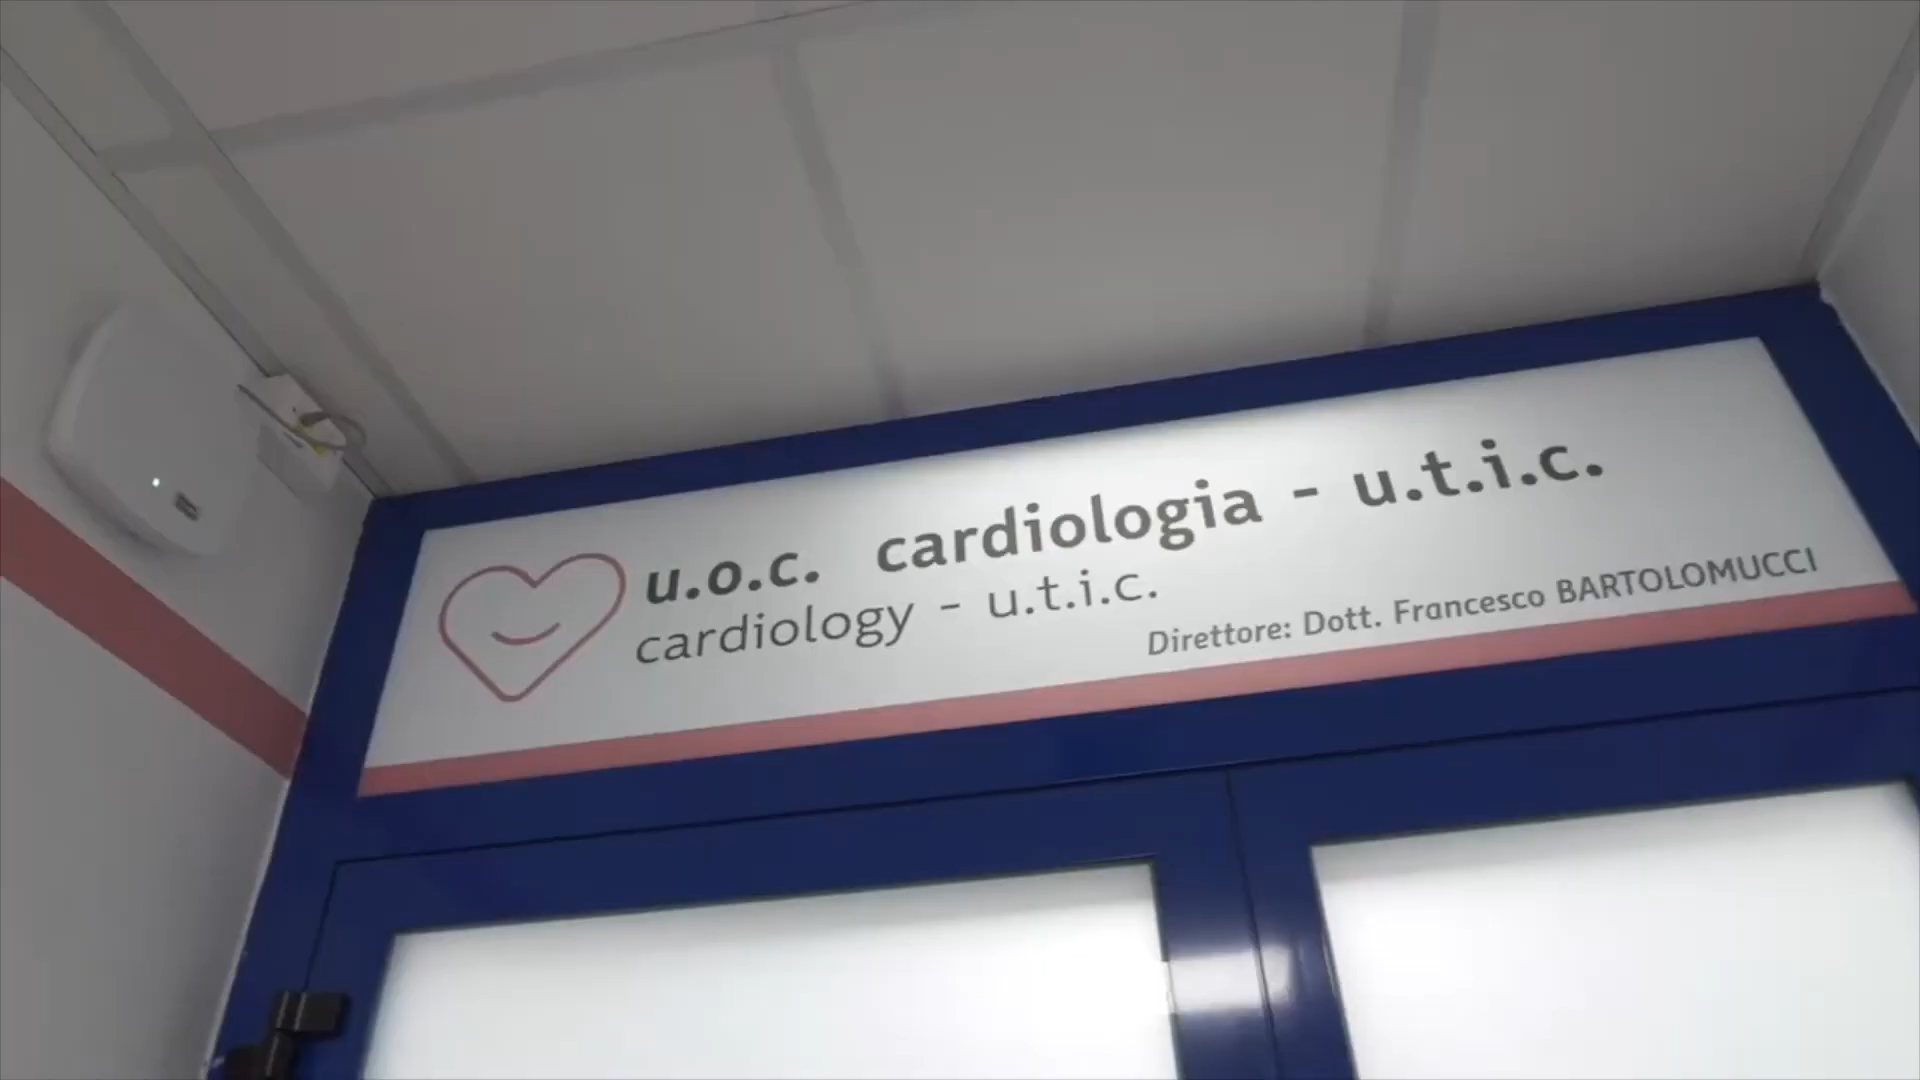 u.o.c. cardiologia - u.t.i.c.
cardiology - u.t.i.c.
Direttore: Dott. Francesco BARTOLOMUCCI